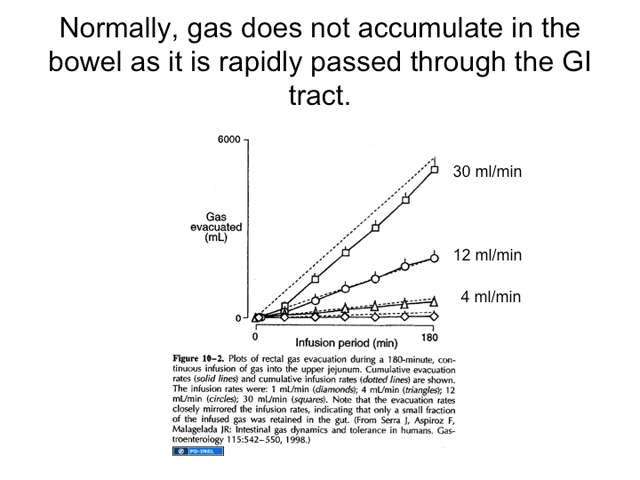 Normally, gas does not accumulate in the
bowel as it is rapidly passed through the GI
tract.
6000
30 ml/min
Gas
evacuated
(mL)
12 ml/min
4 ml/min
0
0
180
Infusion period (min)
Figure 10–2. Plots of rectal gas evacuation during a 180-minute, con-
tinuous infusion of gas into the upper jejunum. Cumulative evacuation
rates (solid lines) and cumulative infusion rates (dotted lines) are shown.
The infusion rates were: 1 mL/min (diamonds); 4 mL/min (triangles); 12
mL/min (circles); 30 mL/min (squares). Note that the evacuation rates
closely mirrored the infusion rates, indicating that only a small fraction
of the infused gas was retained in the gut. (From Serra J, Aspiroz F,
Malagelada JR: Intestinal gas dynamics and tolerance in humans. Gas-
troenterology 115:542–550, 1998.)
PD-INEL